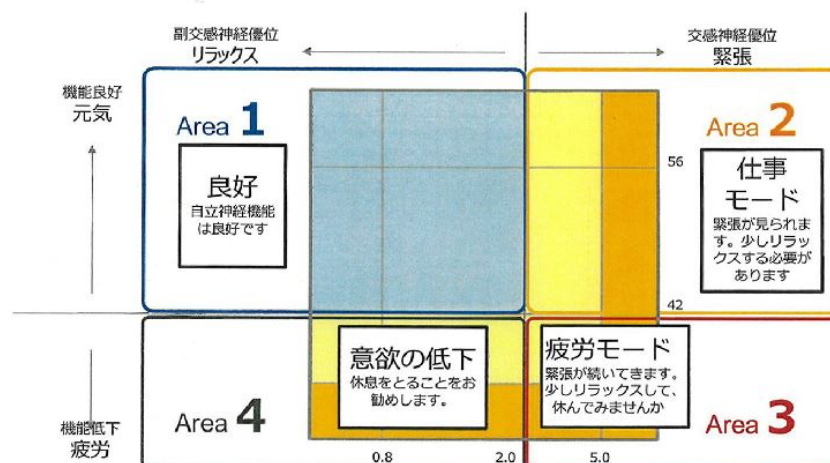 副交感神経優位
リラックス
交感神経優位
緊張
機能良好
元気
Area 1
良好
自立神経機能
は良好です
Area 2
仕事
モード
緊張が見られま
す。少しリラッ
クスする必要が
あります
56
42
意欲の低下
休息をとることをお
勧めします。
疲労モード
緊張が続いてきます。
少しリラックスして、
休んでみませんか
Area 4
Area 3
機能低下
疲労
0.8
2.0
5.0